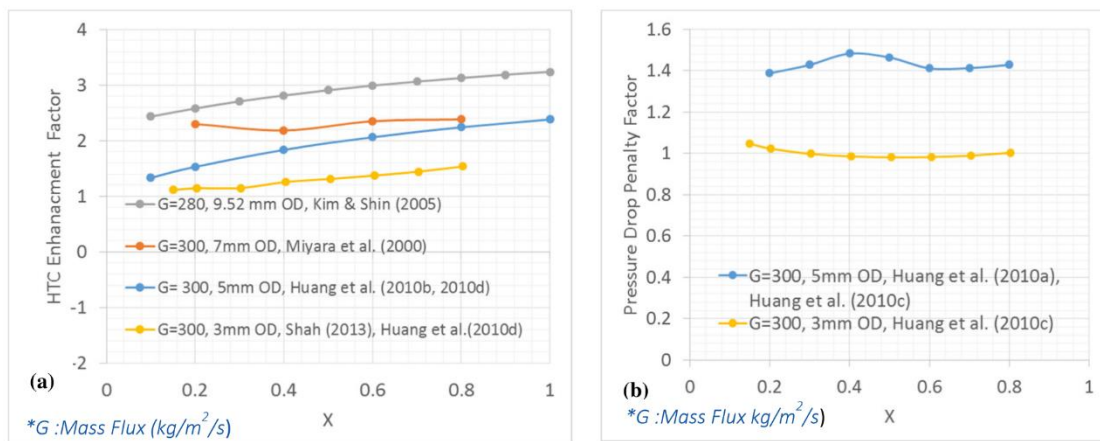 4
3
2
1
0
-1
-2
HTC Enhanacment Factor
G=280, 9.52 mm OD, Kim & Shin (2005)
G=300, 7mm OD, Miyara et al. (2000)
G= 300, 5mm OD, Huang et al. (2010b, 2010d)
G=300, 3mm OD, Shah (2013), Huang et al.(2010d)
0 0.2 0.4 0.6 0.8 1
X
(a)
*G :Mass Flux (kg/m²/s)
1.6
1.4
1.2
1
0.8
0.6
0.4
0.2
0
Pressure Drop Penalty Factor
G=300, 5mm OD, Huang et al. (2010a),
Huang et al. (2010c)
G=300, 3mm OD, Huang et al. (2010c)
0 0.2 0.4 0.6 0.8 1
X
(b)
*G :Mass Flux kg/m²/s)